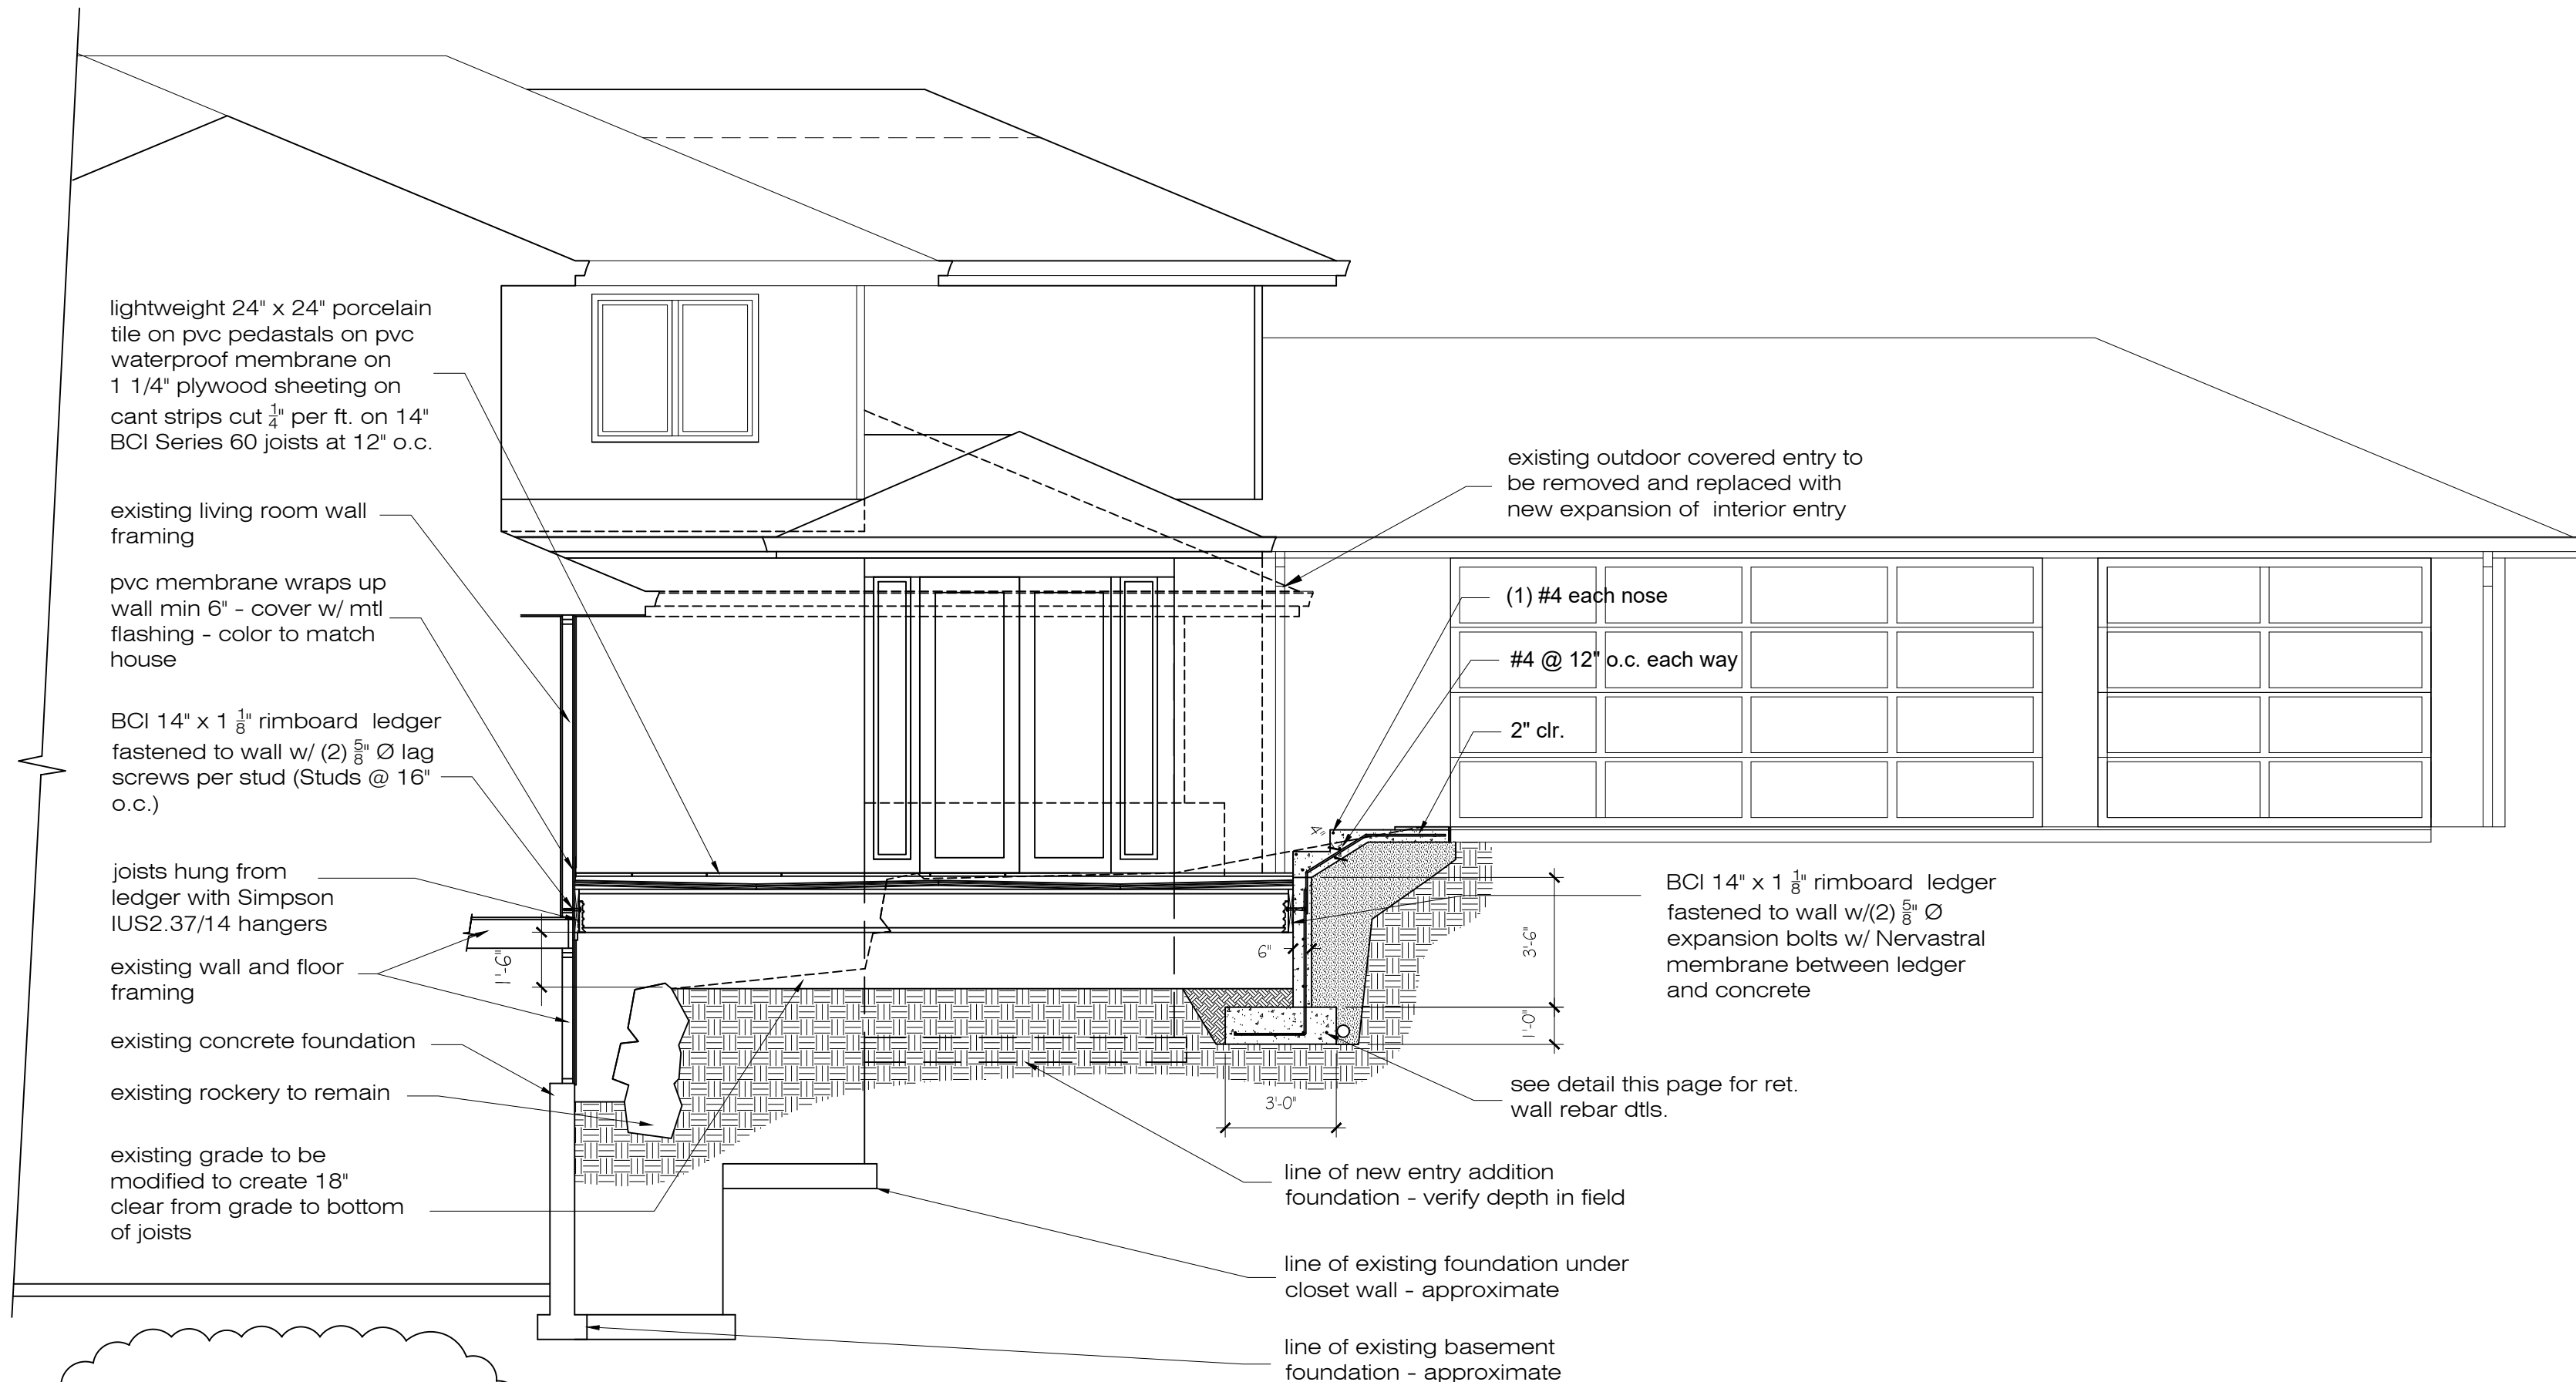 lightweight 24" x 24" porcelain
tile on pvc pedastals on pvc
waterproof membrane on
1 1/4" plywood sheeting on
cant strips cut 1/4" per ft. on 14"
BCI Series 60 joists at 12" o.c.
existing living room wall
framing
pvc membrane wraps up
wall min 6" - cover w/ mtl
flashing - color to match
house
BCI 14" x 1 1/8" rimboard ledger
fastened to wall w/ (2) 5/8" Ø lag
screws per stud (Studs @ 16"
o.c.)
joists hung from
ledger with Simpson
IUS2.37/14 hangers
existing wall and floor
framing
existing concrete foundation
existing rockery to remain
existing grade to be
modified to create 18"
clear from grade to bottom
of joists
1'-6"
existing outdoor covered entry to
be removed and replaced with
new expansion of interior entry
(1) #4 each nose
#4 @ 12" o.c. each way
2" clr.
4"
6"
3'-6"
1'-0"
3'-0"
BCI 14" x 1 1/8" rimboard ledger
fastened to wall w/(2) 5/8" Ø
expansion bolts w/ Nervastral
membrane between ledger
and concrete
see detail this page for ret.
wall rebar dtls.
line of new entry addition
foundation - verify depth in field
line of existing foundation under
closet wall - approximate
line of existing basement
foundation - approximate